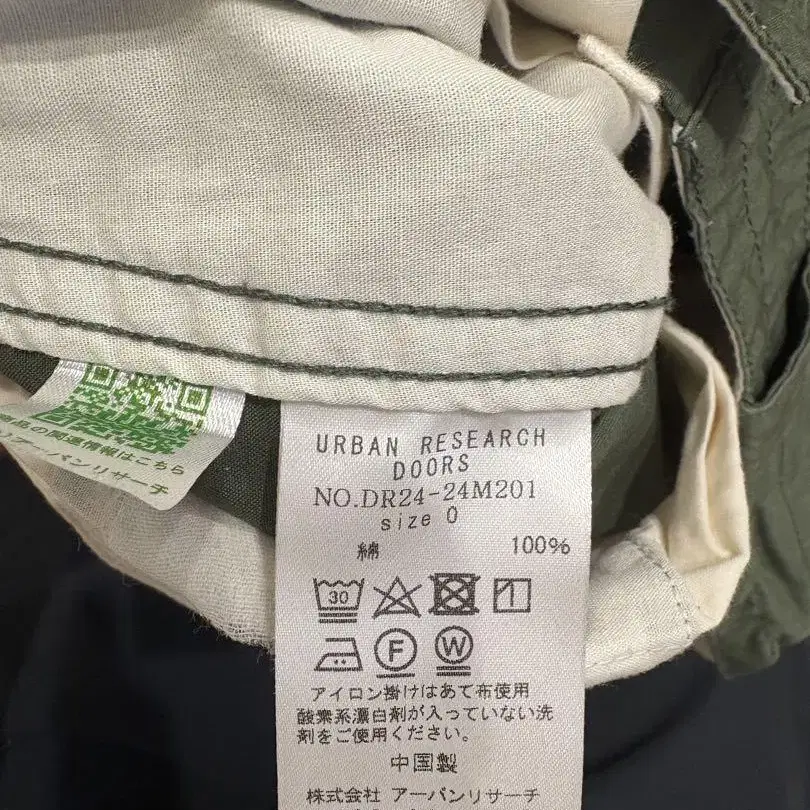 URBAN RESEARCH
DOORS
NO.DR24-24M201
size 0
綿 100%
30
F
W
アイロン掛けはあて布使用
酸素系漂白剤が入っていない洗
剤をご使用ください。
中国製
株式会社 アーバンリサーチ
商品の関連情報はこちら
アーバンリサーチ